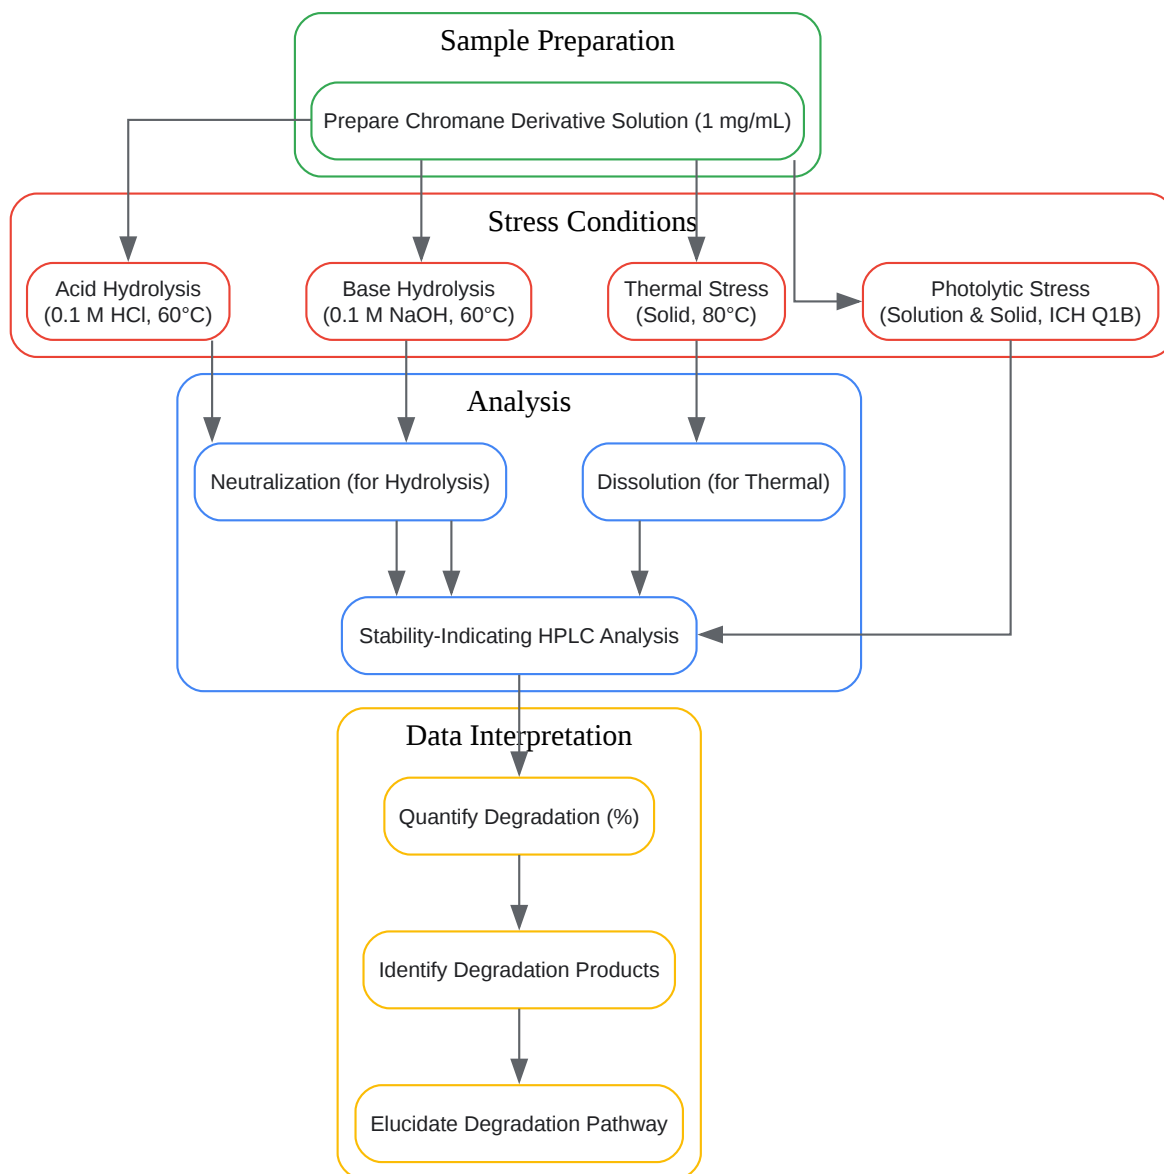 Sample Preparation
Prepare Chromane Derivative Solution (1 mg/mL)
Stress Conditions
Acid Hydrolysis
(0.1 M HCl, 60°C)
Base Hydrolysis
(0.1 M NaOH, 60°C)
Thermal Stress
(Solid, 80°C)
Photolytic Stress
(Solution & Solid, ICH Q1B)
Analysis
Neutralization (for Hydrolysis)
Dissolution (for Thermal)
Stability-Indicating HPLC Analysis
Data Interpretation
Quantify Degradation (%)
Identify Degradation Products
Elucidate Degradation Pathway